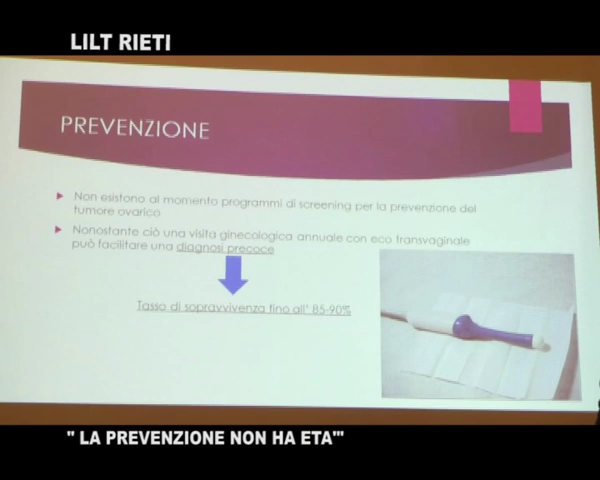 LILT RIETI
PREVENZIONE
Non esistono al momento programmi di screening per la prevenzione del
tumore ovarico
Nonostante ciò una visita ginecologica annuale con eco transvaginale
può facilitare una diagnosi precoce
Tasso di sopravvivenza fino all' 85-90%
" LA PREVENZIONE NON HA ETA'"